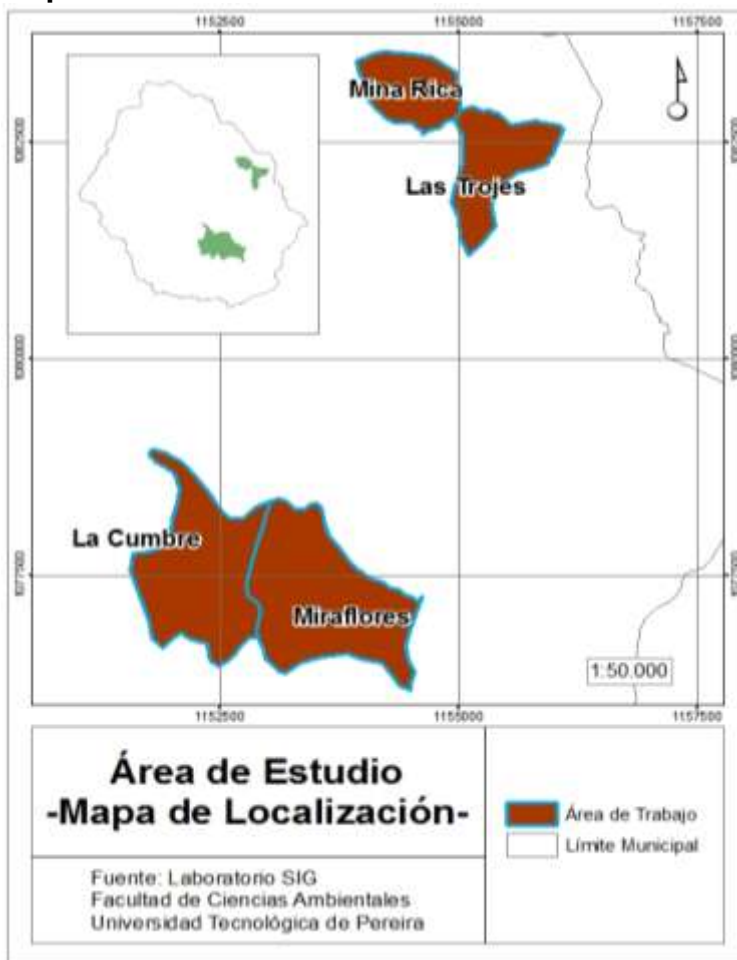 1152500 1155000 1157500
Mina Rica
Las Trojes
La Cumbre
Miraflores
1:50.000
1152500 1155000 1157500
Área de Estudio
-Mapa de Localización-
Área de Trabajo
Límite Municipal
Fuente: Laboratorio SIG
Facultad de Ciencias Ambientales
Universidad Tecnológica de Pereira